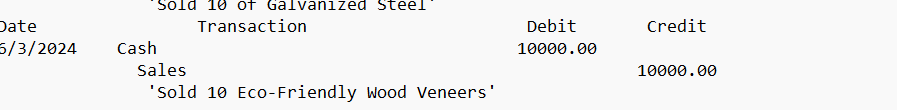 'Sold 10 of Galvanized Steel'
Date Transaction Debit Credit
6/3/2024 Cash 10000.00
Sales 10000.00
'Sold 10 Eco-Friendly Wood Veneers'